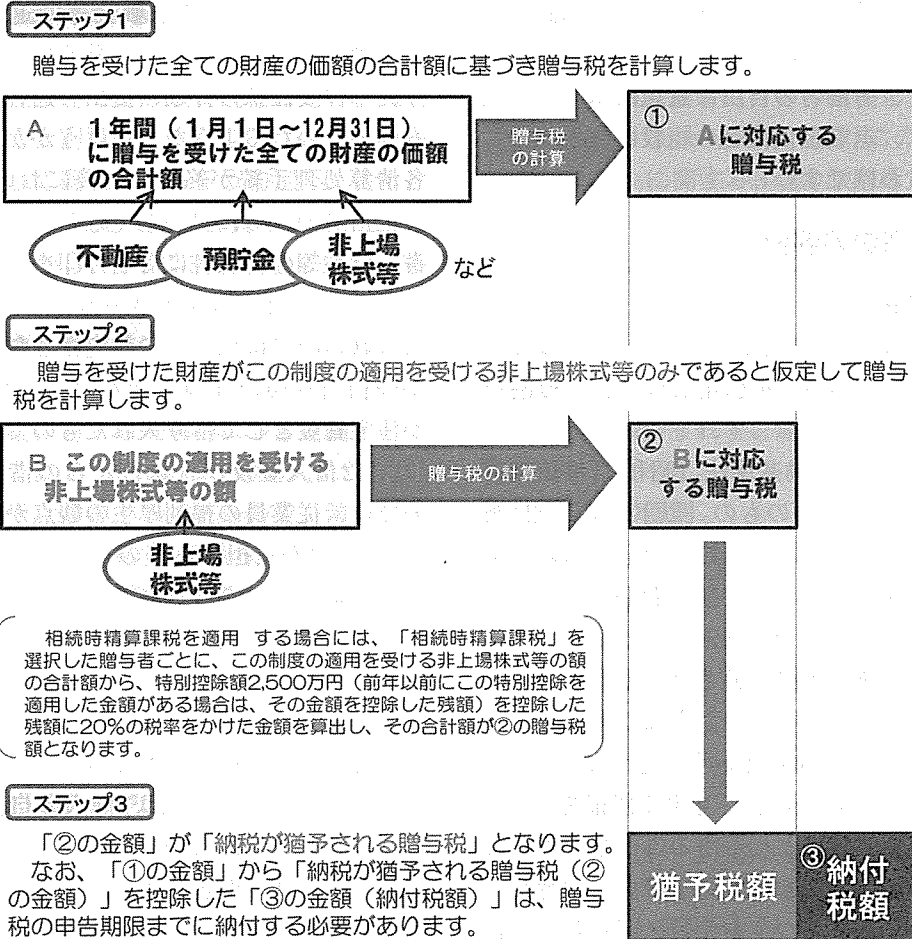 ステップ1
贈与を受けた全ての財産の価額の合計額に基づき贈与税を計算します。
A 1年間(1月1日~12月31日)
に贈与を受けた全ての財産の価額
の合計額
贈与税
の計算
①
Aに対応する
贈与税
不動産
預貯金
非上場
株式等
など
ステップ2
贈与を受けた財産がこの制度の適用を受ける非上場株式等のみであると仮定して贈与
税を計算します。
B この制度の適用を受ける
非上場株式等の額
贈与税の計算
②
Bに対応
する贈与税
非上場
株式等
相続時精算課税を適用 する場合には、「相続時精算課税」を
選択した贈与者ごとに、この制度の適用を受ける非上場株式等の額
の合計額から、特別控除額2,500万円(前年以前にこの特別控除を
適用した金額がある場合は、その金額を控除した残額)を控除した
残額に20%の税率をかけた金額を算出し、その合計額が②の贈与税
額となります。
ステップ3
「②の金額」が「納税が猶予される贈与税」となります。
なお、「①の金額」から「納税が猶予される贈与税(②
の金額)」を控除した「③の金額(納付税額)」は、贈与
税の申告期限までに納付する必要があります。
猶予税額
③納付
税額